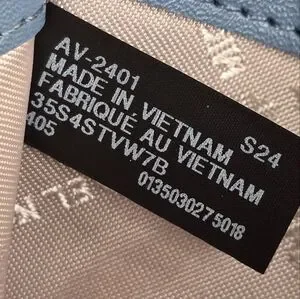 AV-2401
MADE IN VIETNAM S24
FABRIQUÉ AU VIETNAM
35S4STVW7B
405
0135030275018